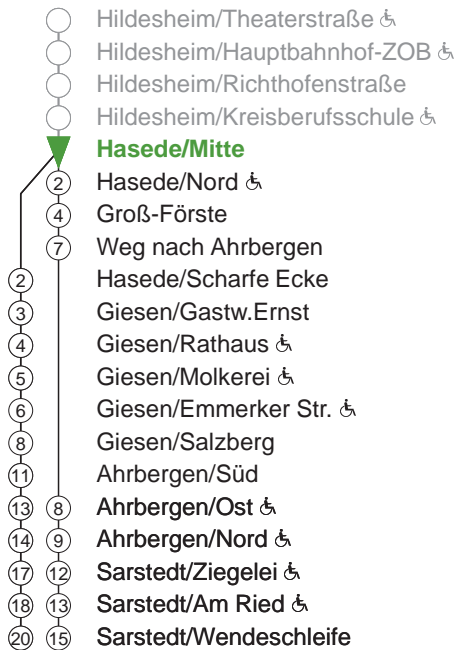 Hildesheim/Theaterstraße
Hildesheim/Hauptbahnhof-ZOB
Hildesheim/Richthofenstraße
Hildesheim/Kreisberufsschule
Hasede/Mitte
2 Hasede/Nord
4 Groß-Förste
7 Weg nach Ahrbergen
2 Hasede/Scharfe Ecke
3 Giesen/Gastw.Ernst
4 Giesen/Rathaus
5 Giesen/Molkerei
6 Giesen/Emmerker Str.
8 Giesen/Salzberg
11 Ahrbergen/Süd
13 8 Ahrbergen/Ost
14 9 Ahrbergen/Nord
17 12 Sarstedt/Ziegelei
18 13 Sarstedt/Am Ried
20 15 Sarstedt/Wendeschleife